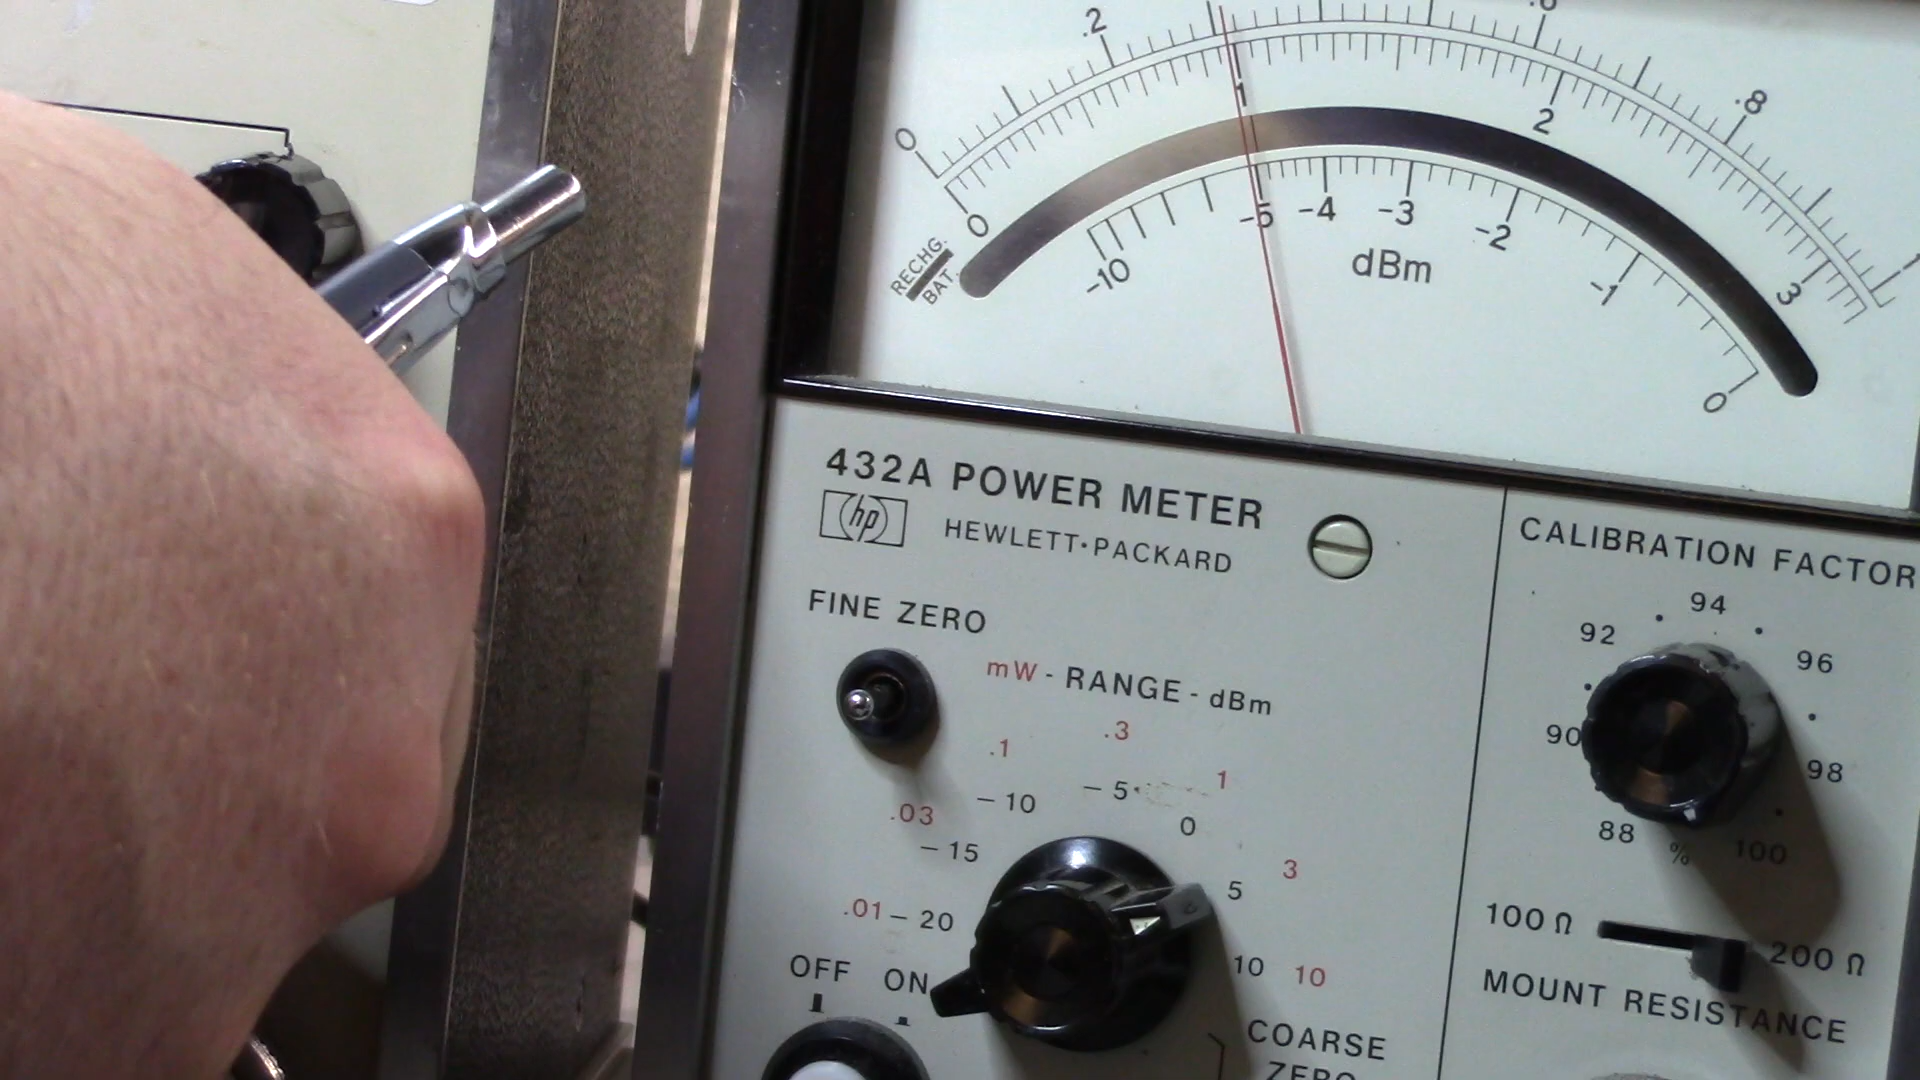 .2 .6 .8 1
0
1 2 3
0
RECHG.
BAT.
-10 -5 -4 -3 -2 -1 0
dBm
432A POWER METER
hp HEWLETT·PACKARD
CALIBRATION FACTOR
FINE ZERO
mW - RANGE - dBm
.01 .03 .1 .3 1 3 10
-20 -15 -10 -5 0 5 10
88 90 92 94 96 98 100
%
OFF ON
COARSE
ZERO
100 Ω 200 Ω
MOUNT RESISTANCE